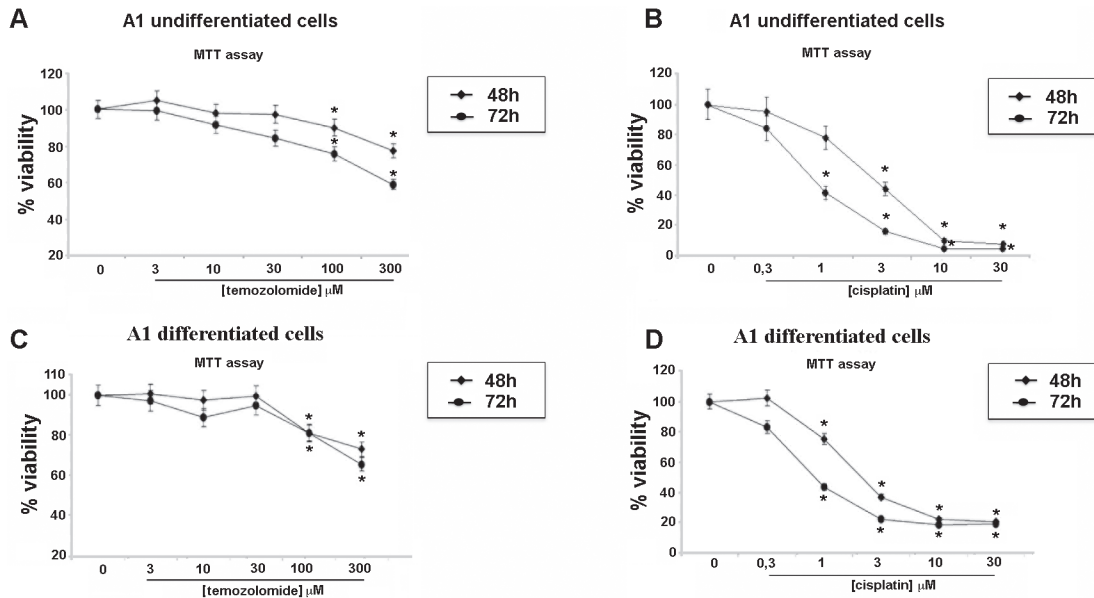 A
A1 undifferentiated cells
MTT assay
% viability
120
100
80
60
40
20
0
3
10
30
100
300
[temozolomide] μM
* * * *
48h
72h
B
A1 undifferentiated cells
MTT assay
% viability
120
100
80
60
40
20
0
0
0,3
1
3
10
30
[cisplatin] μM
* * * * * * *
48h
72h
C
A1 differentiated cells
MTT assay
% viability
110
100
80
60
40
20
0
3
10
30
100
300
[temozolomide] μM
* * * *
48h
72h
D
A1 differentiated cells
MTT assay
% viability
120
100
80
60
40
20
0
0
0,3
1
3
10
30
[cisplatin] μM
* * * * * * * *
48h
72h